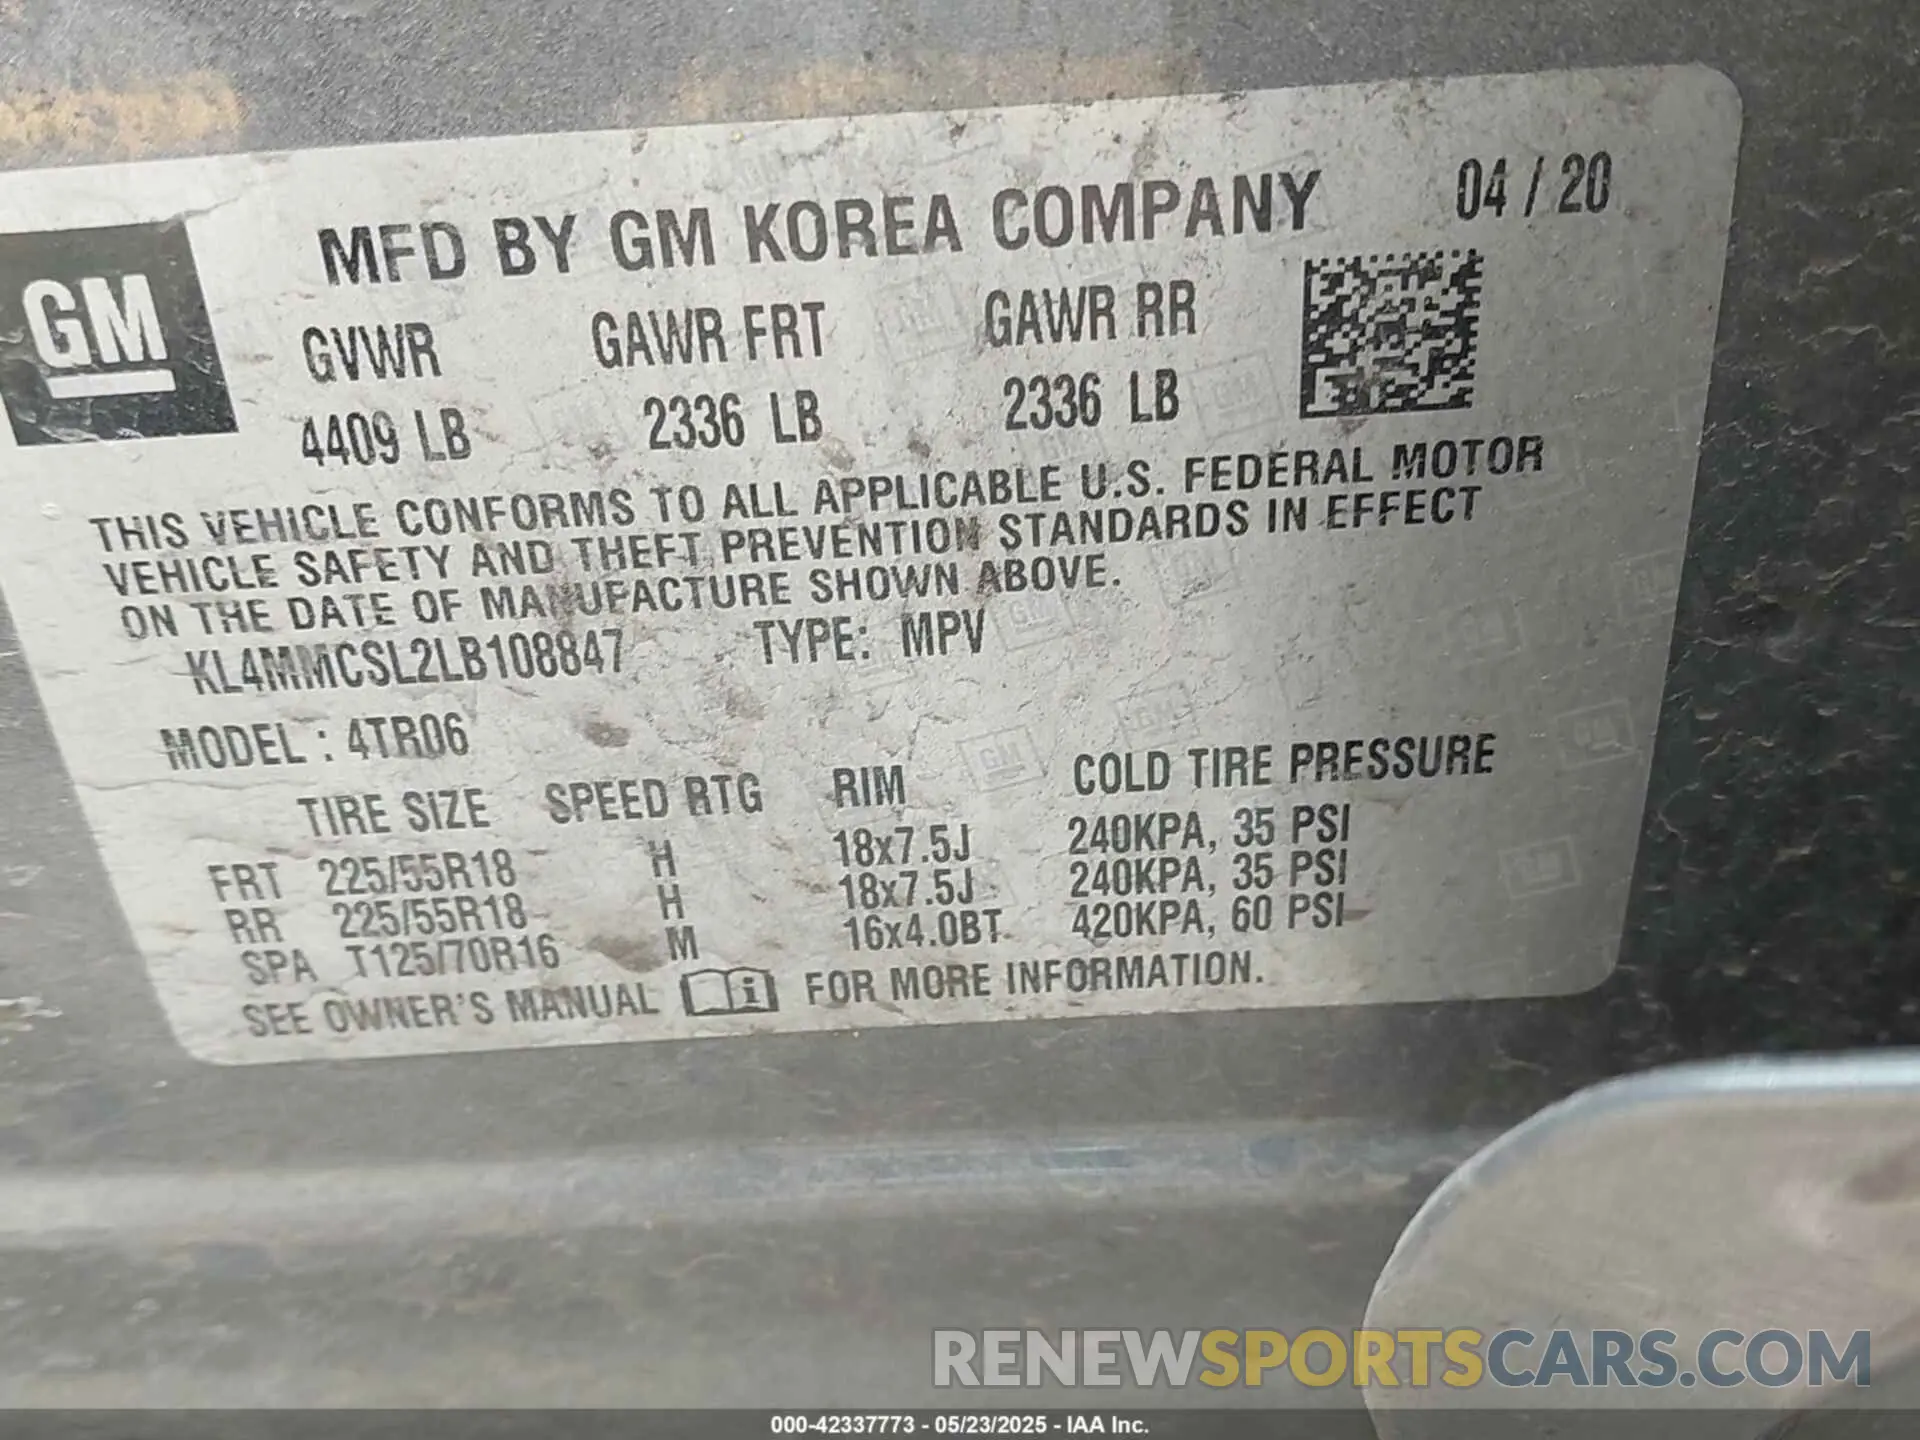 GM
MFD BY GM KOREA COMPANY 04 / 20
GVWR GAWR FRT GAWR RR
4409 LB 2336 LB 2336 LB
THIS VEHICLE CONFORMS TO ALL APPLICABLE U.S. FEDERAL MOTOR
VEHICLE SAFETY AND THEFT PREVENTION STANDARDS IN EFFECT
ON THE DATE OF MANUFACTURE SHOWN ABOVE.
KL4MMCSL2LB108847 TYPE: MPV
MODEL : 4TR06
TIRE SIZE SPEED RTG RIM COLD TIRE PRESSURE
FRT 225/55R18 H 18x7.5J 240KPA, 35 PSI
RR 225/55R18 H 18x7.5J 240KPA, 35 PSI
SPA T125/70R16 M 16x4.0BT 420KPA, 60 PSI
SEE OWNER'S MANUAL i FOR MORE INFORMATION.
RENEWSPORTSCARS.COM
000-42337773 - 05/23/2025 - IAA Inc.